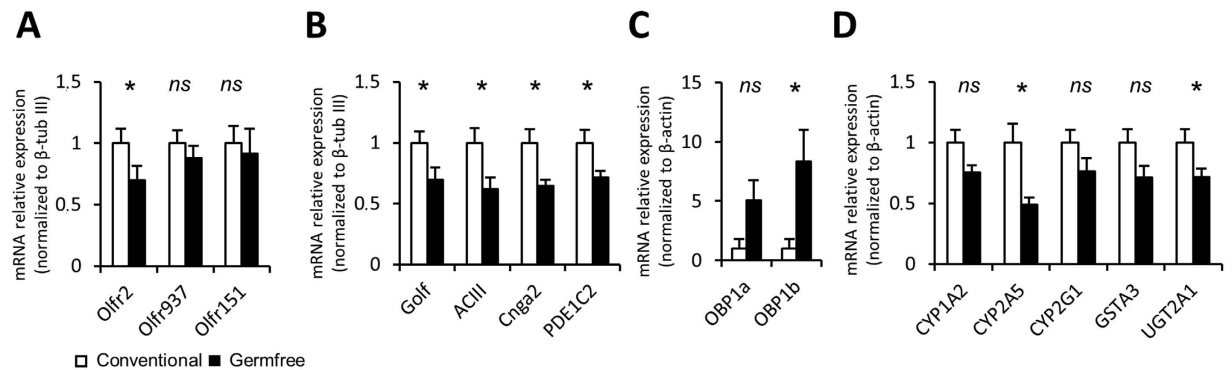 A
mRNA relative expression
(normalized to β-tub III)
1.5
1
0.5
0
* ns ns
Olfr2 Olfr937 Olfr151
Conventional Germfree
B
mRNA relative expression
(normalized to β-tub III)
1.5
1
0.5
0
* * * *
Golf ACIII Cnga2 PDE1C2
C
mRNA relative expression
(normalized to β-actin)
15
10
5
0
ns *
OBP1a OBP1b
D
mRNA relative expression
(normalized to β-actin)
1.5
1
0.5
0
ns * ns ns *
CYP1A2 CYP2A5 CYP2G1 GSTA3 UGT2A1